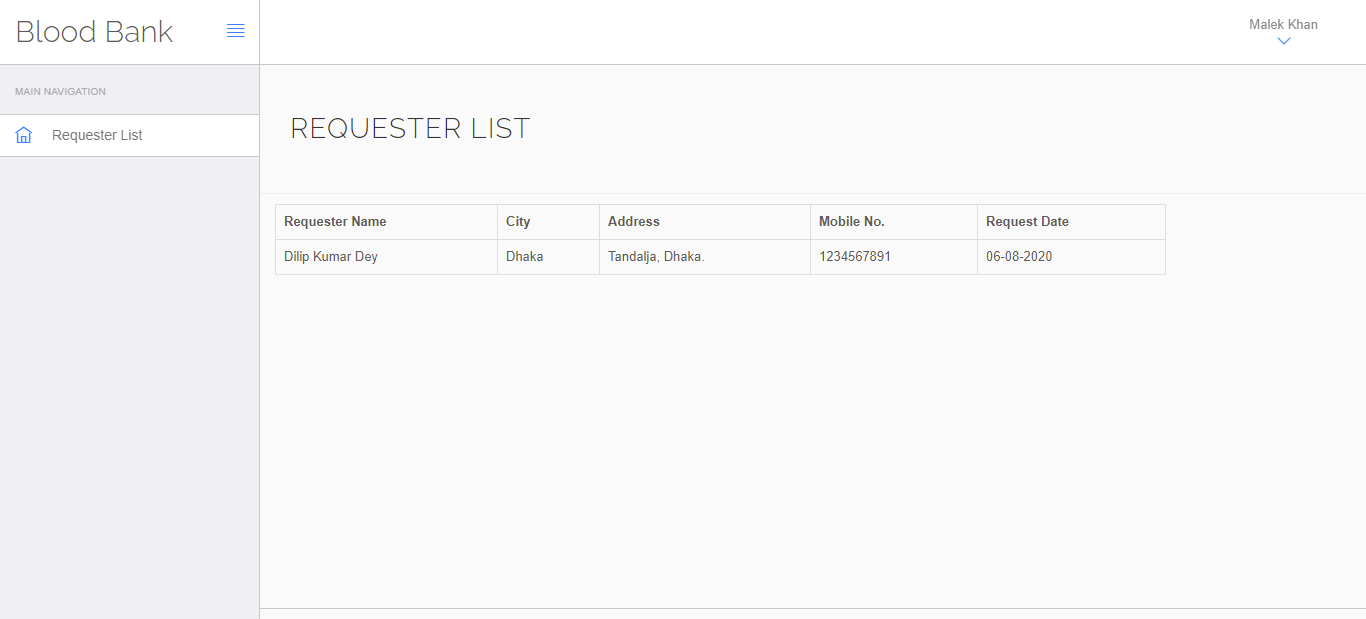 Blood Bank
Malek Khan
MAIN NAVIGATION
Requester List
REQUESTER LIST
Requester Name City Address Mobile No. Request Date
Dilip Kumar Dey Dhaka Tandalja, Dhaka. 1234567891 06-08-2020